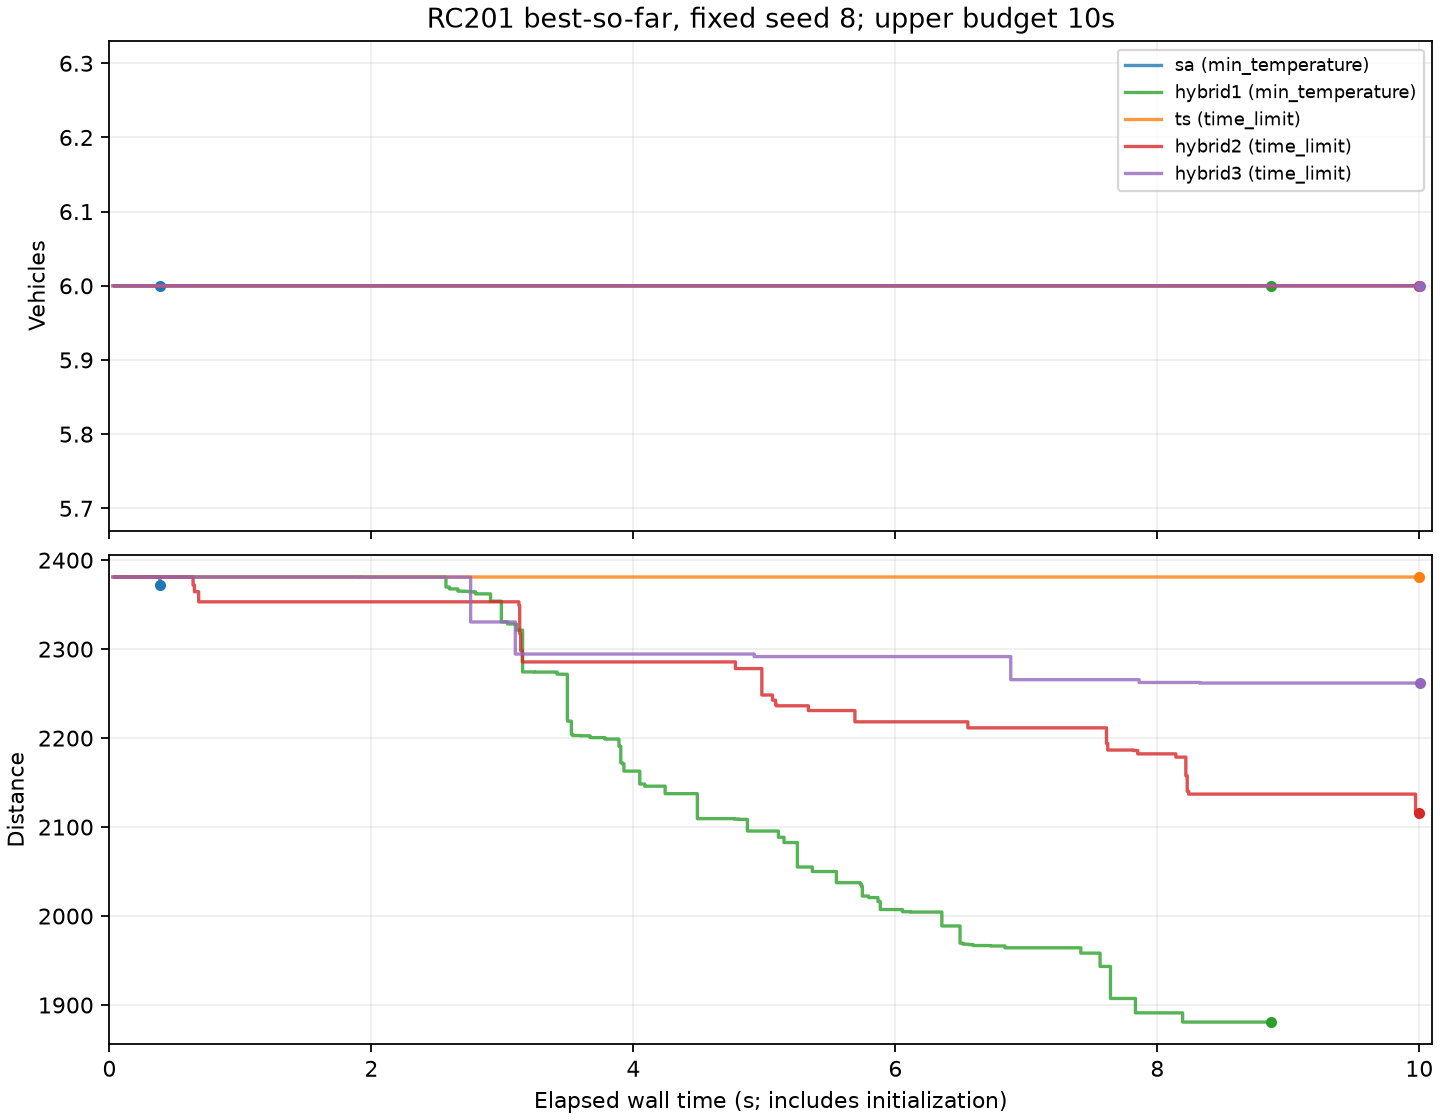 RC201 best-so-far, fixed seed 8; upper budget 10s
sa (min_temperature)
hybrid1 (min_temperature)
ts (time_limit)
hybrid2 (time_limit)
hybrid3 (time_limit)
Vehicles
6.3
6.2
6.1
6.0
5.9
5.8
5.7
Distance
2400
2300
2200
2100
2000
1900
0 2 4 6 8 10
Elapsed wall time (s; includes initialization)